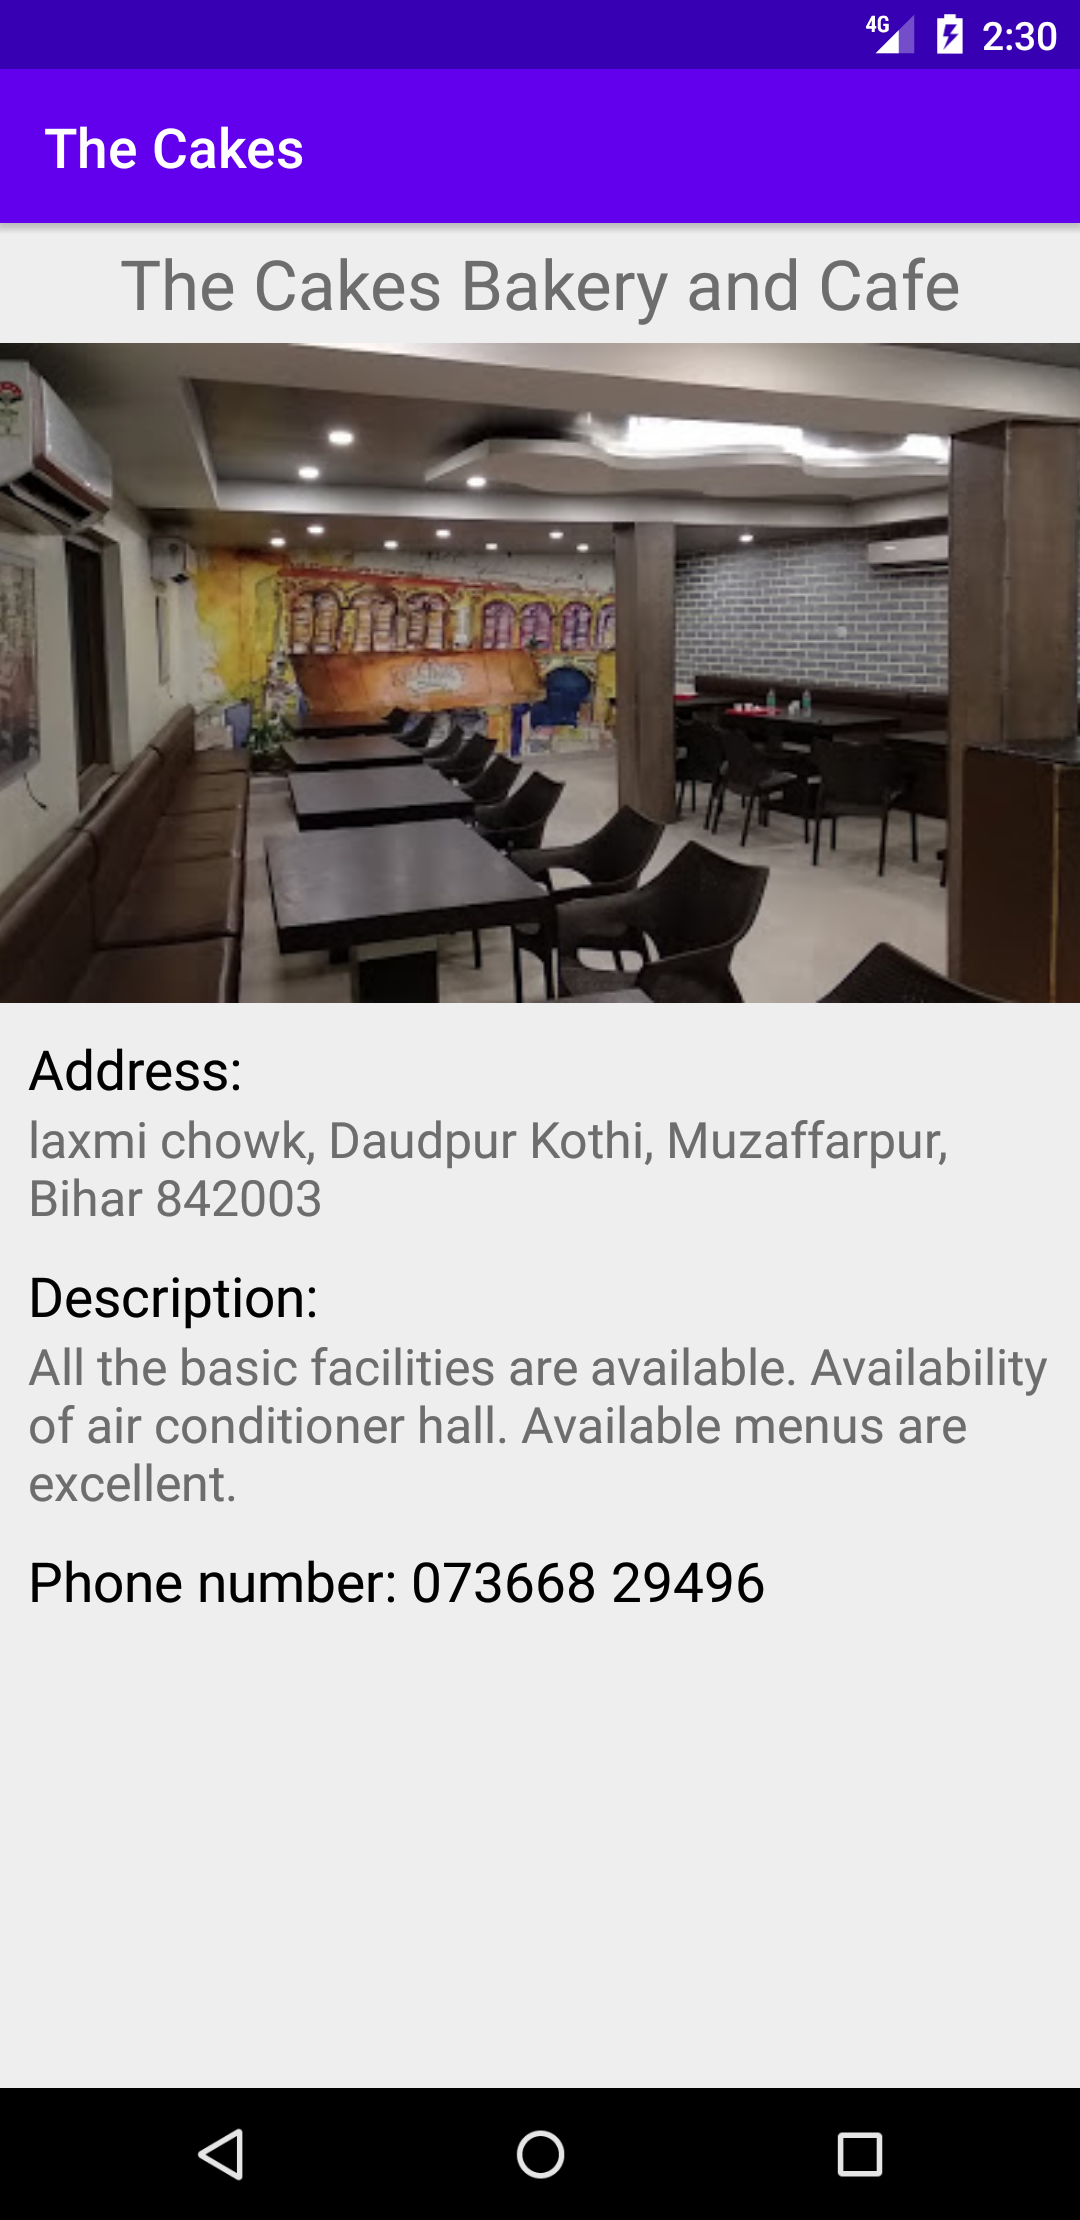 4G 2:30
The Cakes
The Cakes Bakery and Cafe
Address:
laxmi chowk, Daudpur Kothi, Muzaffarpur,
Bihar 842003
Description:
All the basic facilities are available. Availability
of air conditioner hall. Available menus are
excellent.
Phone number: 073668 29496